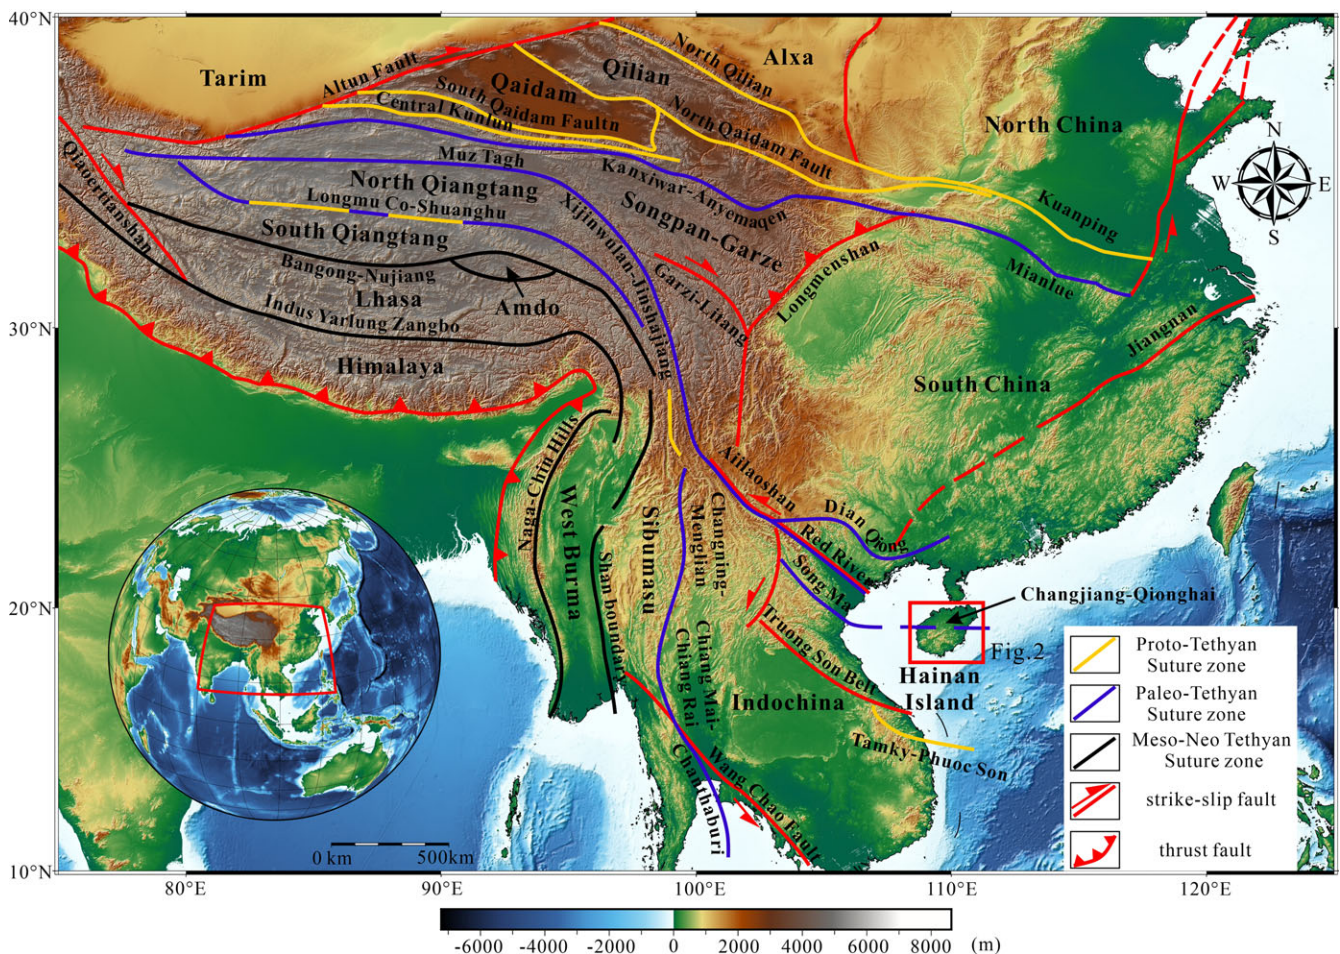 40°N
30°N
20°N
10°N
80°E
90°E
100°E
110°E
120°E
Tarim
Altun Fault
Qaidam
Qilian
North Qilian
Alxa
South Qaidam Faultn
Central Kunlun
North Qaidam Fault
North China
N
W
E
S
Qiaoertianshan
Muz Tagh
Kanxiwar-Anyemaqen
North Qiangtang
Longmu Co-Shuanghu
South Qiangtang
Xijinwulan-Jinshajiang
Songpan-Garze
Kuanping
Mianlue
Bangong-Nujiang
Lhasa
Amdo
Garzi-Litang
Longmenshan
Indus Yarlung Zangbo
Himalaya
Jiangnan
South China
Naga-Chin Hills
West Burma
Shan boundary
Sibumasu
Changning-
Menglian
Ailaoshan
Red River
Dian Qiong
Song Ma
Changjiang-Qionghai
Fig.2
Hainan
Island
Truong Son Belt
Chiang Mai-
Chiang Rai
Indochina
Tamky-Phuoc Son
Wang Chao Fault
Chanthaburi
0 km
500km
Proto-Tethyan
Suture zone
Paleo-Tethyan
Suture zone
Meso-Neo Tethyan
Suture zone
strike-slip fault
thrust fault
-6000
-4000
-2000
0
2000
4000
6000
8000
(m)